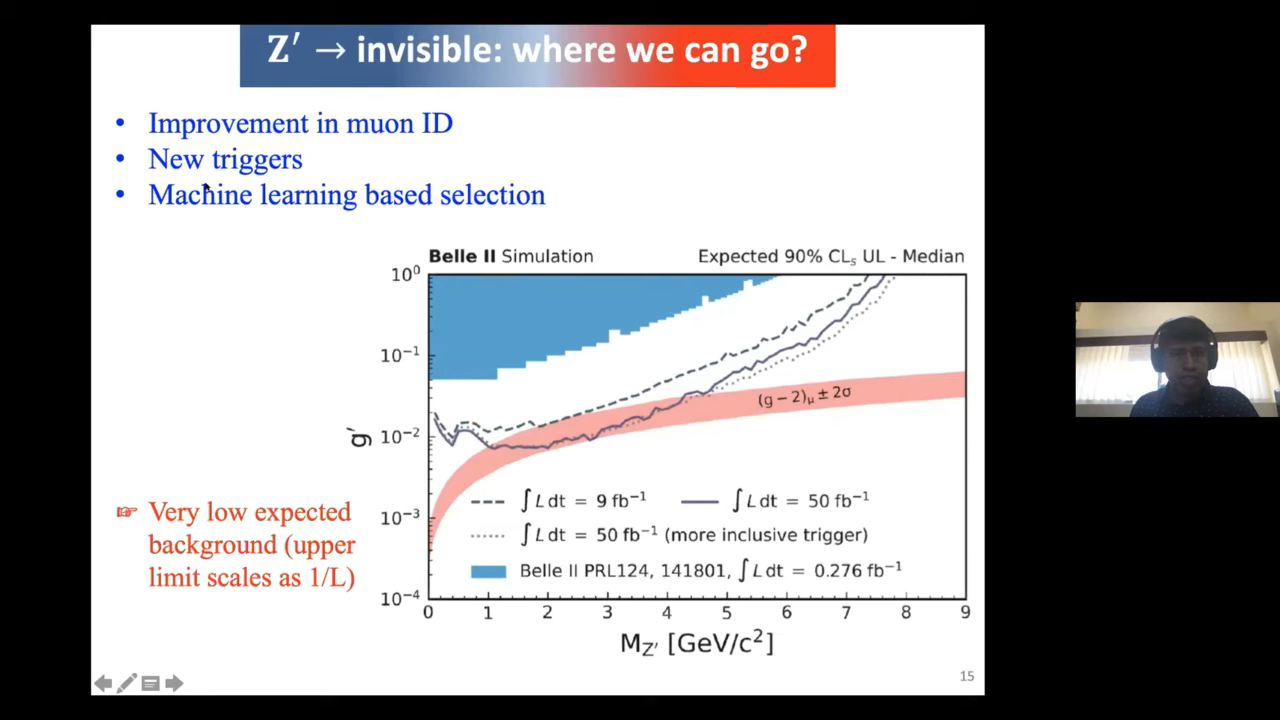 Z′ → invisible: where we can go?
• Improvement in muon ID
• New triggers
• Machine learning based selection
Belle II Simulation
Expected 90% CLs UL - Median
10⁰
10⁻¹
10⁻²
10⁻³
10⁻⁴
g′
(g − 2)μ ± 2σ
∫L dt = 9 fb⁻¹
∫L dt = 50 fb⁻¹
∫L dt = 50 fb⁻¹ (more inclusive trigger)
Belle II PRL124, 141801, ∫L dt = 0.276 fb⁻¹
0 1 2 3 4 5 6 7 8 9
M_Z′ [GeV/c²]
☞ Very low expected
background (upper
limit scales as 1/L)
15